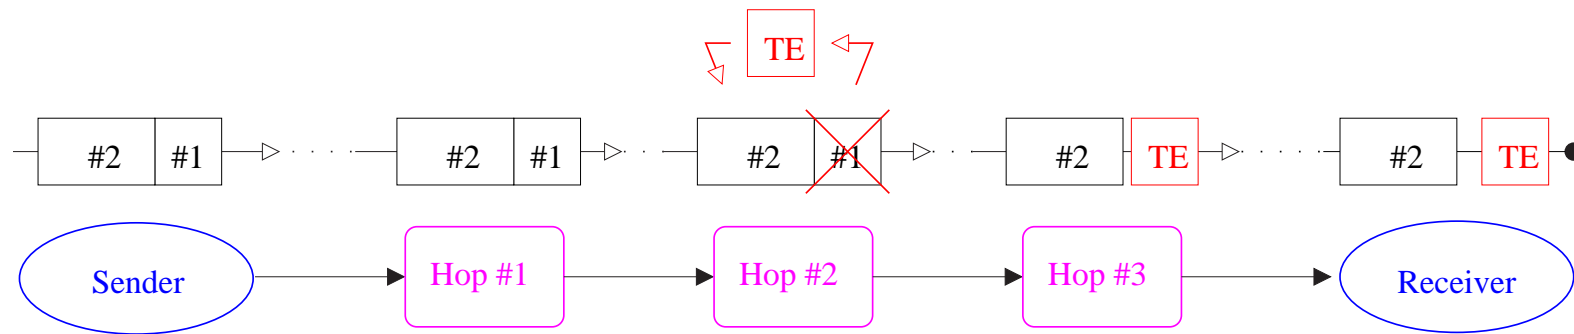 TE
#2 #1 #2 #1 #2 #1 #2 TE #2 TE
Sender Hop #1 Hop #2 Hop #3 Receiver